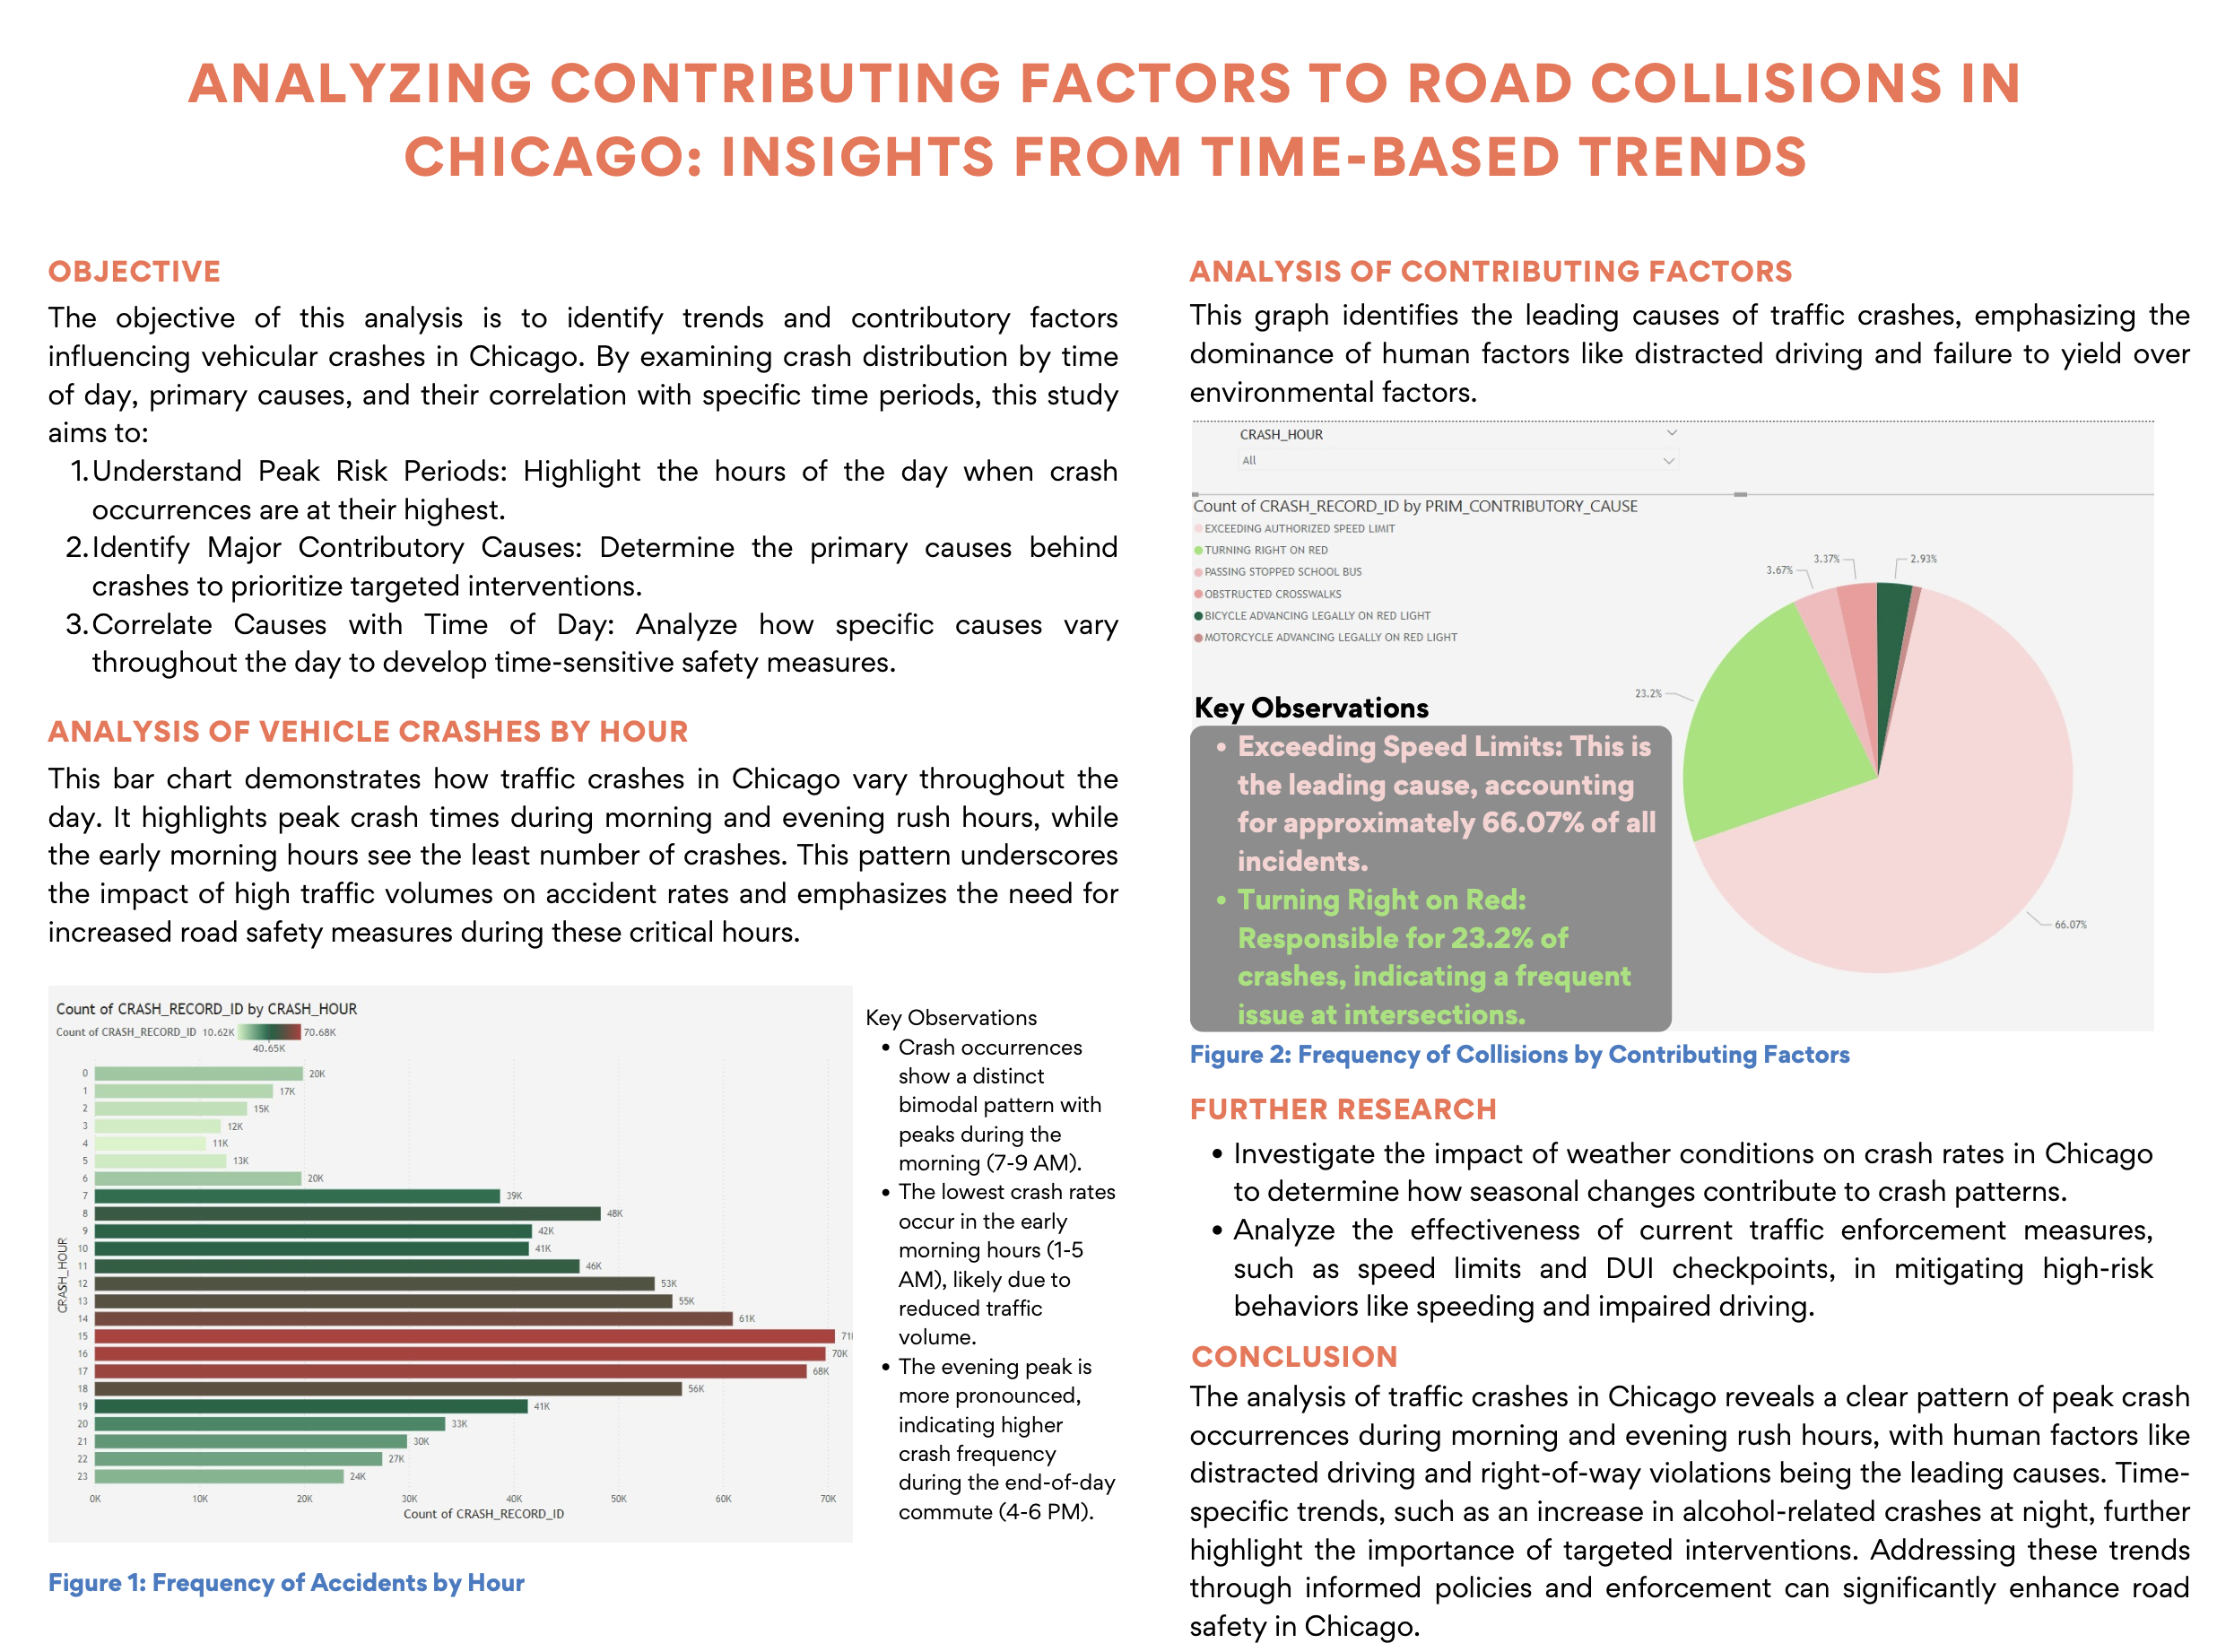 ANALYZING CONTRIBUTING FACTORS TO ROAD COLLISIONS IN
CHICAGO: INSIGHTS FROM TIME-BASED TRENDS
OBJECTIVE
The objective of this analysis is to identify trends and contributory factors
influencing vehicular crashes in Chicago. By examining crash distribution by time
of day, primary causes, and their correlation with specific time periods, this study
aims to:
1. Understand Peak Risk Periods: Highlight the hours of the day when crash
occurrences are at their highest.
2. Identify Major Contributory Causes: Determine the primary causes behind
crashes to prioritize targeted interventions.
3. Correlate Causes with Time of Day: Analyze how specific causes vary
throughout the day to develop time-sensitive safety measures.
ANALYSIS OF VEHICLE CRASHES BY HOUR
This bar chart demonstrates how traffic crashes in Chicago vary throughout the
day. It highlights peak crash times during morning and evening rush hours, while
the early morning hours see the least number of crashes. This pattern underscores
the impact of high traffic volumes on accident rates and emphasizes the need for
increased road safety measures during these critical hours.
Count of CRASH_RECORD_ID by CRASH_HOUR
Count of CRASH_RECORD_ID 10.62K 70.68K
40.65K
CRASH_HOUR
0 20K
1 17K
2 15K
3 12K
4 11K
5 13K
6 20K
7 39K
8 48K
9 42K
10 41K
11 46K
12 53K
13 55K
14 61K
15 71
16 70K
17 68K
18 56K
19 41K
20 33K
21 30K
22 27K
23 24K
0K 10K 20K 30K 40K 50K 60K 70K
Count of CRASH_RECORD_ID
Key Observations
• Crash occurrences
show a distinct
bimodal pattern with
peaks during the
morning (7-9 AM).
• The lowest crash rates
occur in the early
morning hours (1-5
AM), likely due to
reduced traffic
volume.
• The evening peak is
more pronounced,
indicating higher
crash frequency
during the end-of-day
commute (4-6 PM).
Figure 1: Frequency of Accidents by Hour
ANALYSIS OF CONTRIBUTING FACTORS
This graph identifies the leading causes of traffic crashes, emphasizing the
dominance of human factors like distracted driving and failure to yield over
environmental factors.
CRASH_HOUR
All
Count of CRASH_RECORD_ID by PRIM_CONTRIBUTORY_CAUSE
EXCEEDING AUTHORIZED SPEED LIMIT
TURNING RIGHT ON RED
PASSING STOPPED SCHOOL BUS
OBSTRUCTED CROSSWALKS
BICYCLE ADVANCING LEGALLY ON RED LIGHT
MOTORCYCLE ADVANCING LEGALLY ON RED LIGHT
3.37%
2.93%
3.67%
23.2%
66.07%
Key Observations
• Exceeding Speed Limits: This is
the leading cause, accounting
for approximately 66.07% of all
incidents.
• Turning Right on Red:
Responsible for 23.2% of
crashes, indicating a frequent
issue at intersections.
Figure 2: Frequency of Collisions by Contributing Factors
FURTHER RESEARCH
• Investigate the impact of weather conditions on crash rates in Chicago
to determine how seasonal changes contribute to crash patterns.
• Analyze the effectiveness of current traffic enforcement measures,
such as speed limits and DUI checkpoints, in mitigating high-risk
behaviors like speeding and impaired driving.
CONCLUSION
The analysis of traffic crashes in Chicago reveals a clear pattern of peak crash
occurrences during morning and evening rush hours, with human factors like
distracted driving and right-of-way violations being the leading causes. Time-
specific trends, such as an increase in alcohol-related crashes at night, further
highlight the importance of targeted interventions. Addressing these trends
through informed policies and enforcement can significantly enhance road
safety in Chicago.